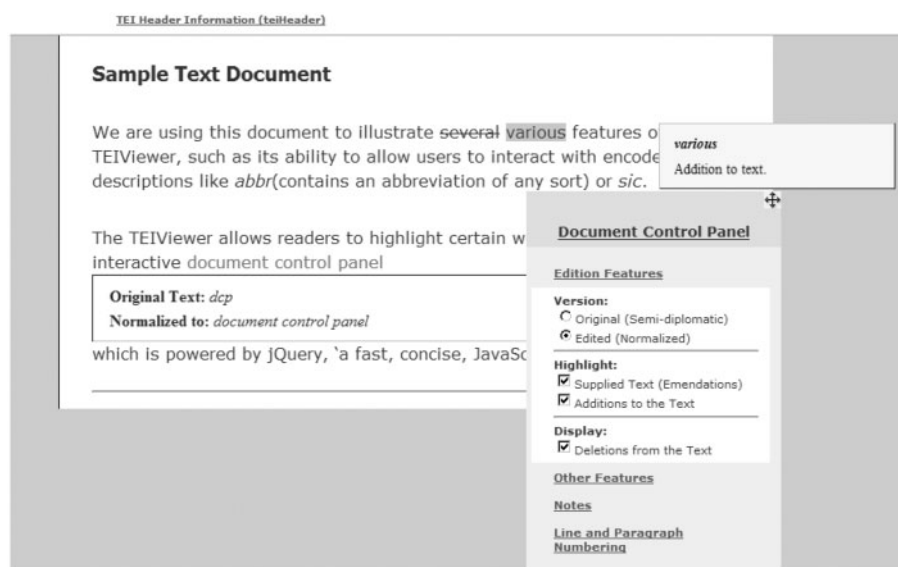 TEI Header Information (teiHeader)
Sample Text Document
We are using this document to illustrate several various features o
TEIViewer, such as its ability to allow users to interact with encode
descriptions like abbr(contains an abbreviation of any sort) or sic.
various
Addition to text.
The TEIViewer allows readers to highlight certain w
interactive document control panel
Original Text: dcp
Normalized to: document control panel
which is powered by jQuery, ‘a fast, concise, JavaSc
Document Control Panel
Edition Features
Version:
Original (Semi-diplomatic)
Edited (Normalized)
Highlight:
Supplied Text (Emendations)
Additions to the Text
Display:
Deletions from the Text
Other Features
Notes
Line and Paragraph
Numbering